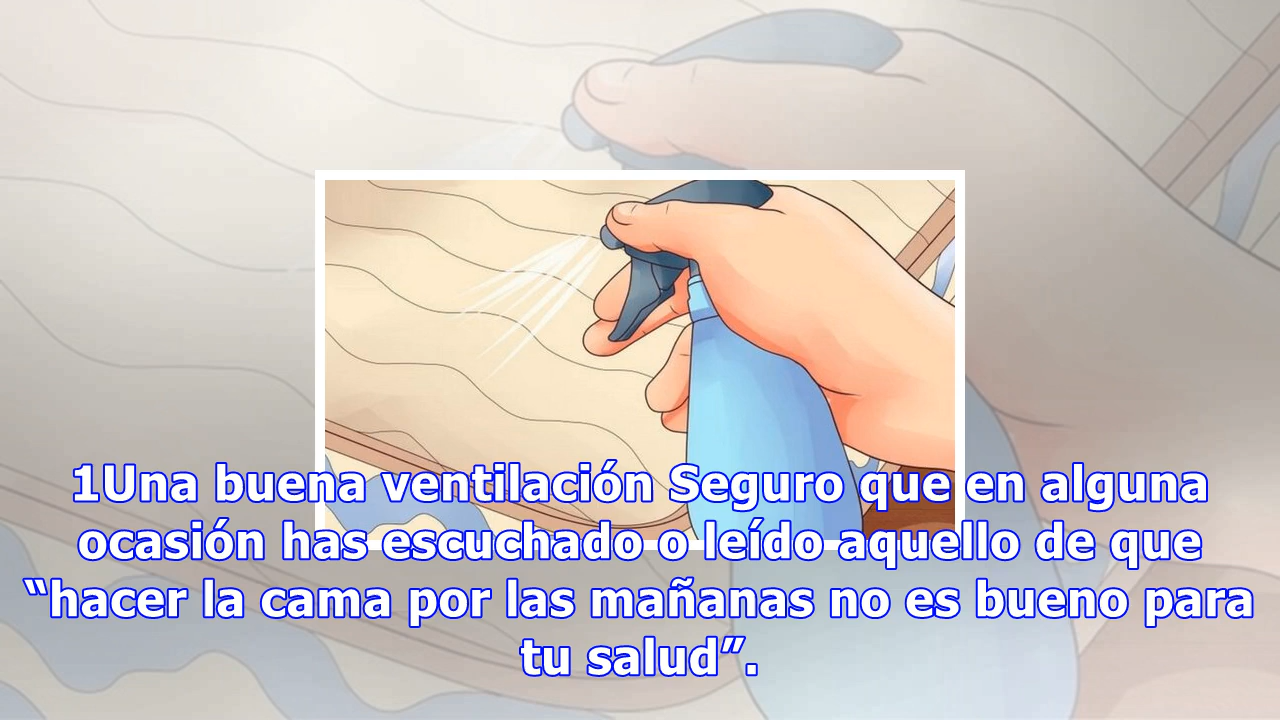 1Una buena ventilación Seguro que en alguna
ocasión has escuchado o leído aquello de que
“hacer la cama por las mañanas no es bueno para
tu salud”.